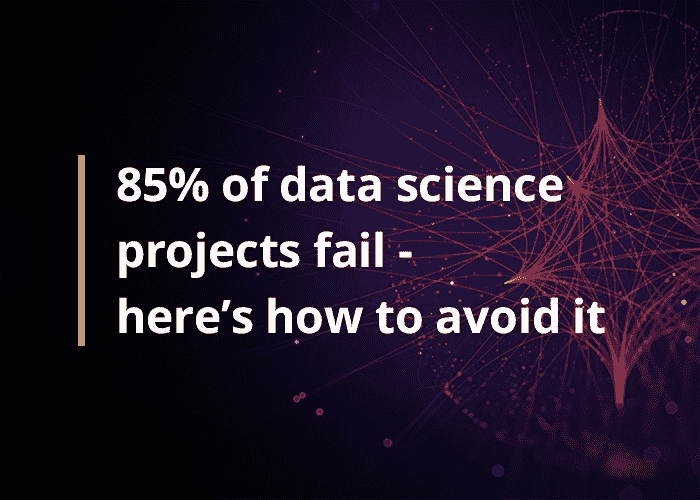 85% of data science
projects fail -
here’s how to avoid it